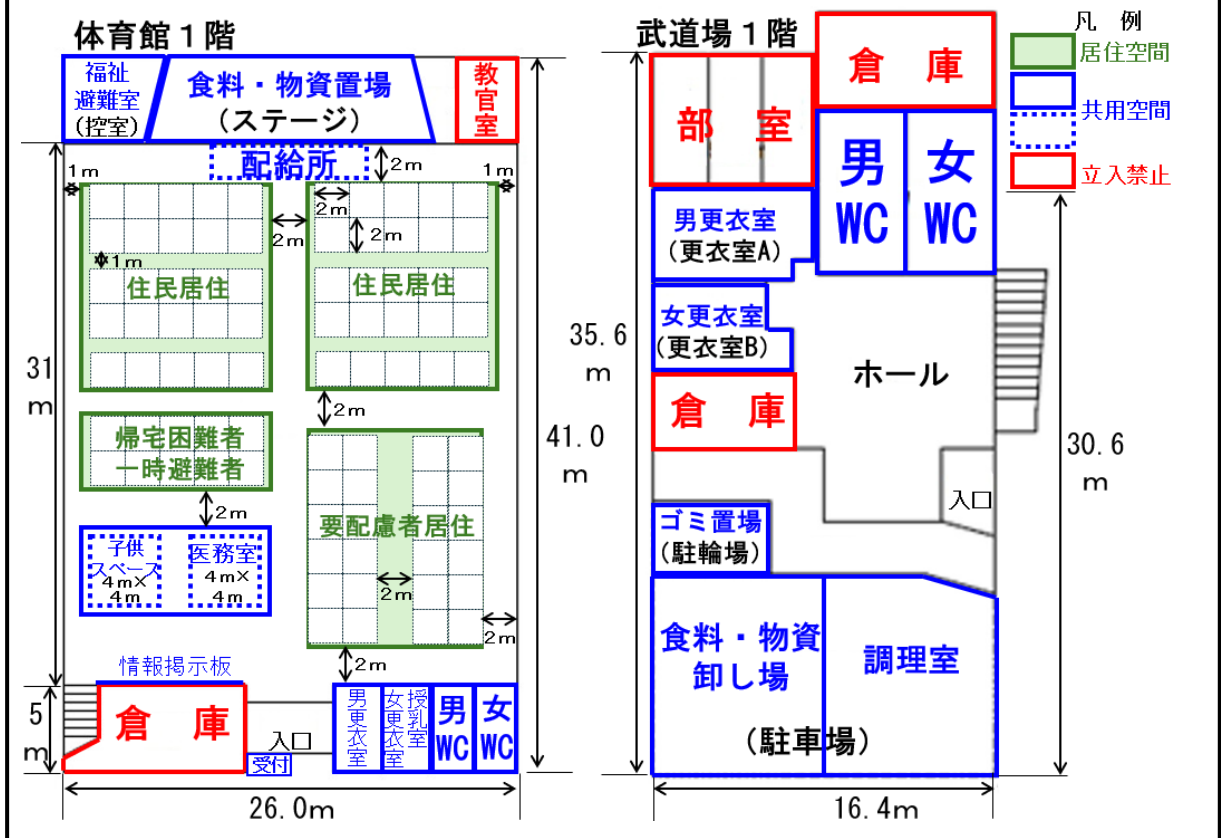 体育館１階
福祉
避難室
(控室)
食料・物資置場
(ステージ)
教官室
配給所
2m
1m
1m
2m
2m
2m
1m
住民居住
住民居住
31
m
2m
帰宅困難者
一時避難者
2m
要配慮者居住
2m
2m
子供
スペース
4m×
4m
医務室
4m×
4m
情報掲示板
2m
5
m
倉　庫
入口
受付
男更衣室
女更衣室
授乳室
男
WC
女
WC
26.0m
41.0
m
武道場１階
部　室
倉　庫
男
WC
女
WC
男更衣室
(更衣室A)
女更衣室
(更衣室B)
倉　庫
ホール
入口
ゴミ置場
(駐輪場)
食料・物資
卸し場
調理室
(駐車場)
35.6
m
30.6
m
16.4m
凡　例
居住空間
共用空間
立入禁止